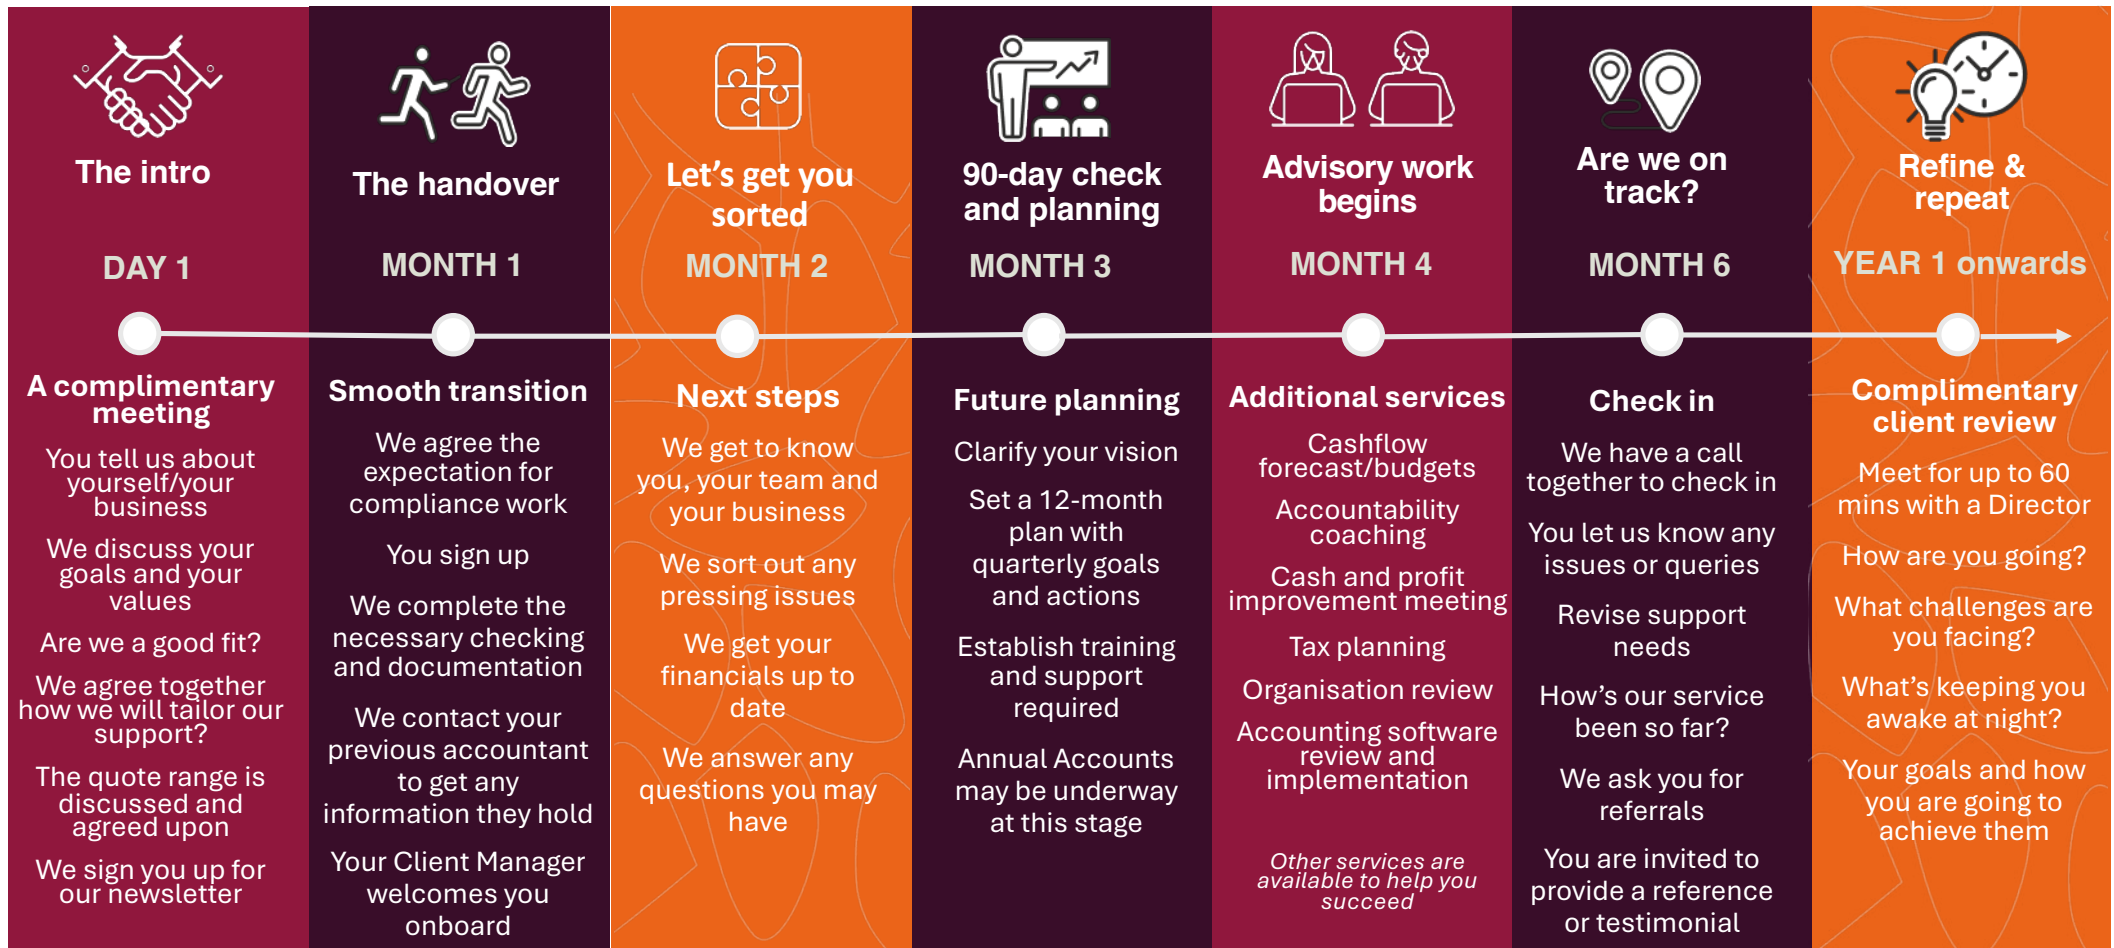 The intro
DAY 1
A complimentary
meeting
You tell us about
yourself/your
business
We discuss your
goals and your
values
Are we a good fit?
We agree together
how we will tailor our
support?
The quote range is
discussed and
agreed upon
We sign you up for
our newsletter
The handover
MONTH 1
Smooth transition
We agree the
expectation for
compliance work
You sign up
We complete the
necessary checking
and documentation
We contact your
previous accountant
to get any
information they hold
Your Client Manager
welcomes you
onboard
Let's get you
sorted
MONTH 2
Next steps
We get to know
you, your team and
your business
We sort out any
pressing issues
We get your
financials up to
date
We answer any
questions you may
have
90-day check
and planning
MONTH 3
Future planning
Clarify your vision
Set a 12-month
plan with
quarterly goals
and actions
Establish training
and support
required
Annual Accounts
may be underway
at this stage
Advisory work
begins
MONTH 4
Additional services
Cashflow
forecast/budgets
Accountability
coaching
Cash and profit
improvement meeting
Tax planning
Organisation review
Accounting software
review and
implementation
Other services are
available to help you
succeed
Are we on
track?
MONTH 6
Check in
We have a call
together to check in
You let us know any
issues or queries
Revise support
needs
How's our service
been so far?
We ask you for
referrals
You are invited to
provide a reference
or testimonial
Refine &
repeat
YEAR 1 onwards
Complimentary
client review
Meet for up to 60
mins with a Director
How are you going?
What challenges are
you facing?
What's keeping you
awake at night?
Your goals and how
you are going to
achieve them